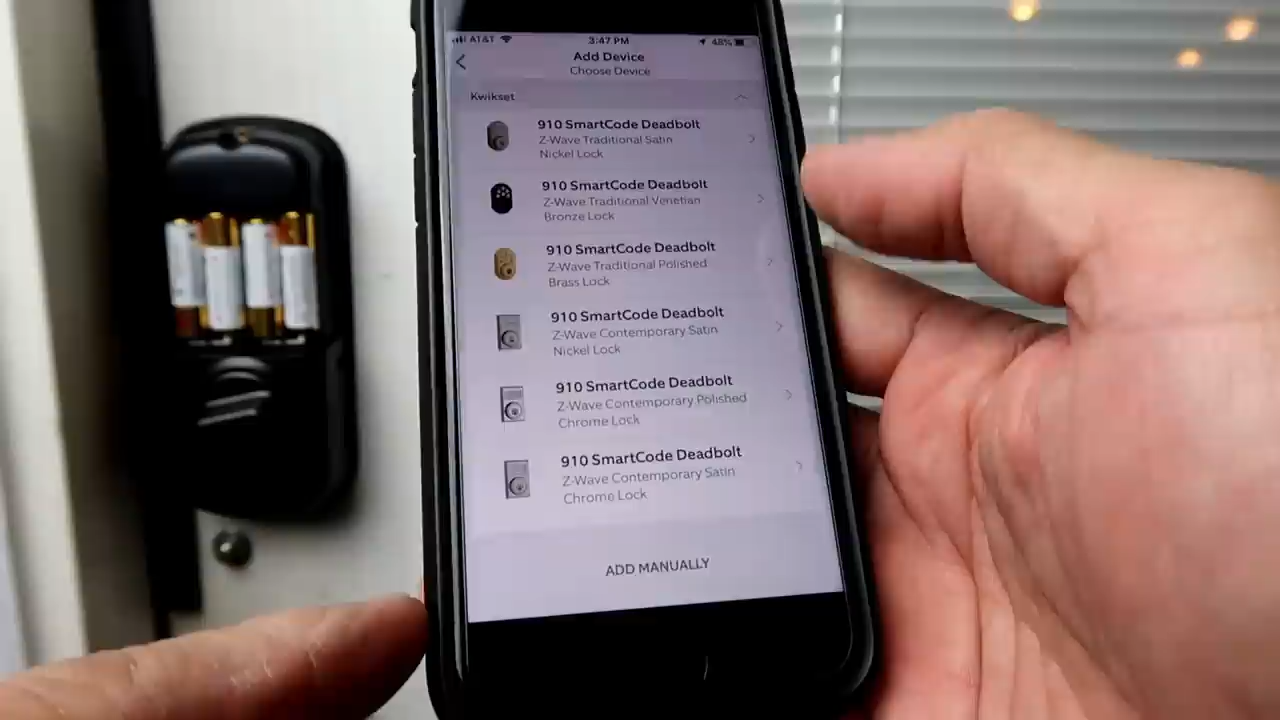 AT&T 3:47 PM 48%
Add Device
Choose Device
Kwikset
910 SmartCode Deadbolt
Z-Wave Traditional Satin
Nickel Lock
910 SmartCode Deadbolt
Z-Wave Traditional Venetian
Bronze Lock
910 SmartCode Deadbolt
Z-Wave Traditional Polished
Brass Lock
910 SmartCode Deadbolt
Z-Wave Contemporary Satin
Nickel Lock
910 SmartCode Deadbolt
Z-Wave Contemporary Polished
Chrome Lock
910 SmartCode Deadbolt
Z-Wave Contemporary Satin
Chrome Lock
ADD MANUALLY